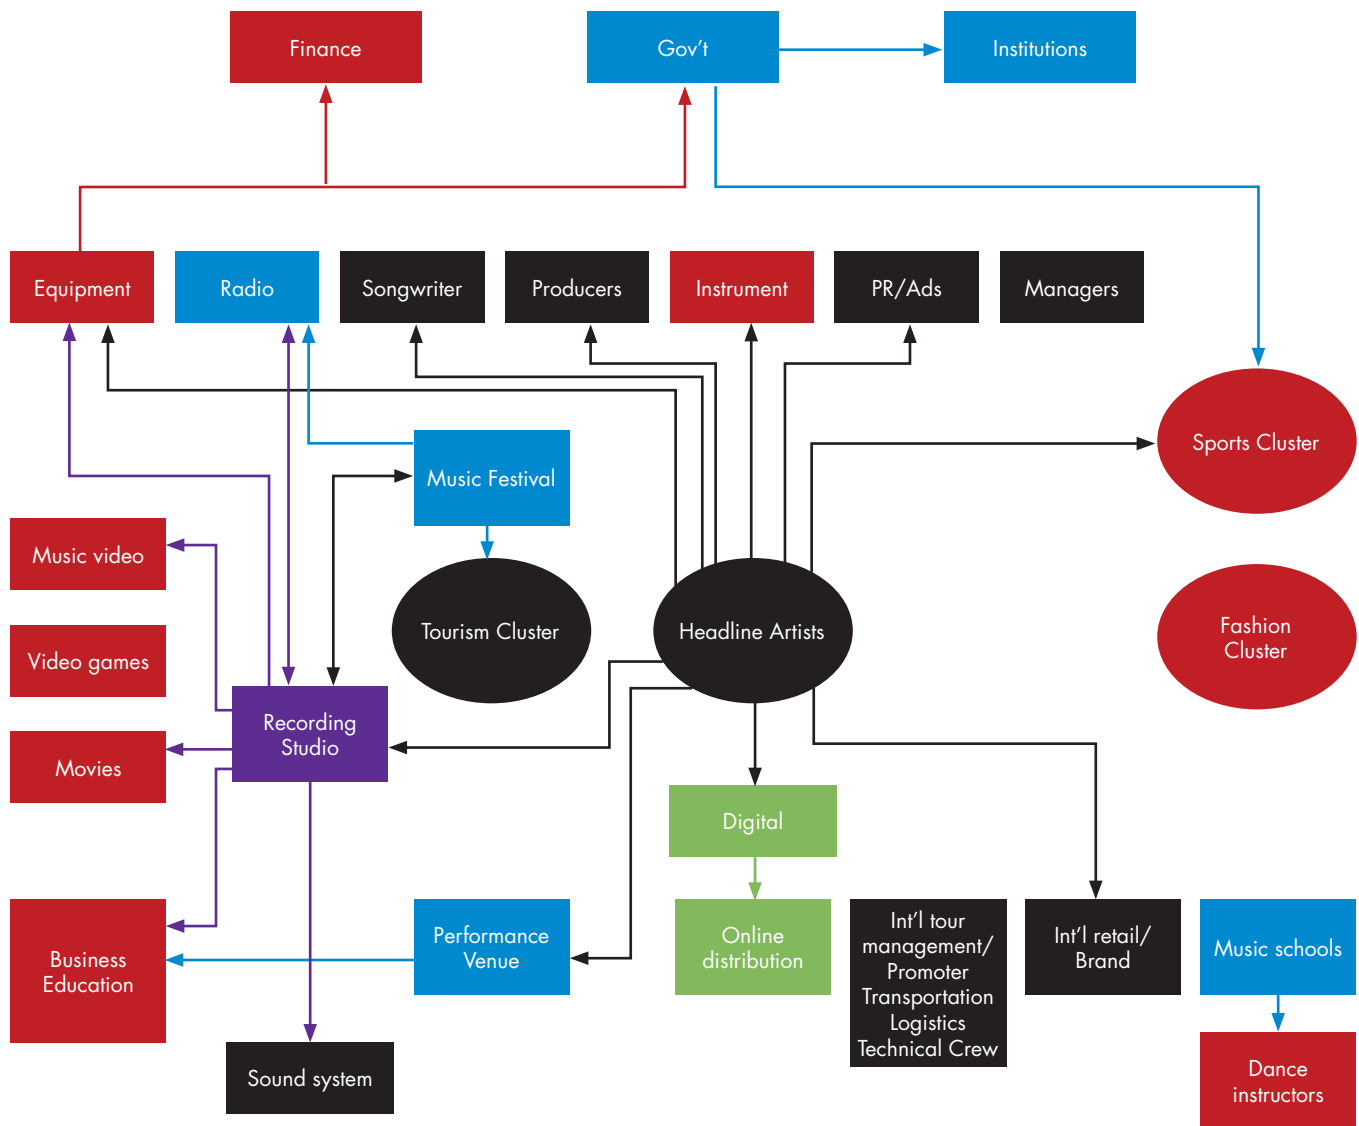 Finance
Gov't
Institutions
Equipment
Radio
Songwriter
Producers
Instrument
PR/Ads
Managers
Sports Cluster
Music Festival
Music video
Tourism Cluster
Headline Artists
Fashion
Cluster
Video games
Recording
Studio
Movies
Digital
Business
Education
Performance
Venue
Online
distribution
Int'l tour
management/
Promoter
Transportation
Logistics
Technical Crew
Int'l retail/
Brand
Music schools
Sound system
Dance
instructors